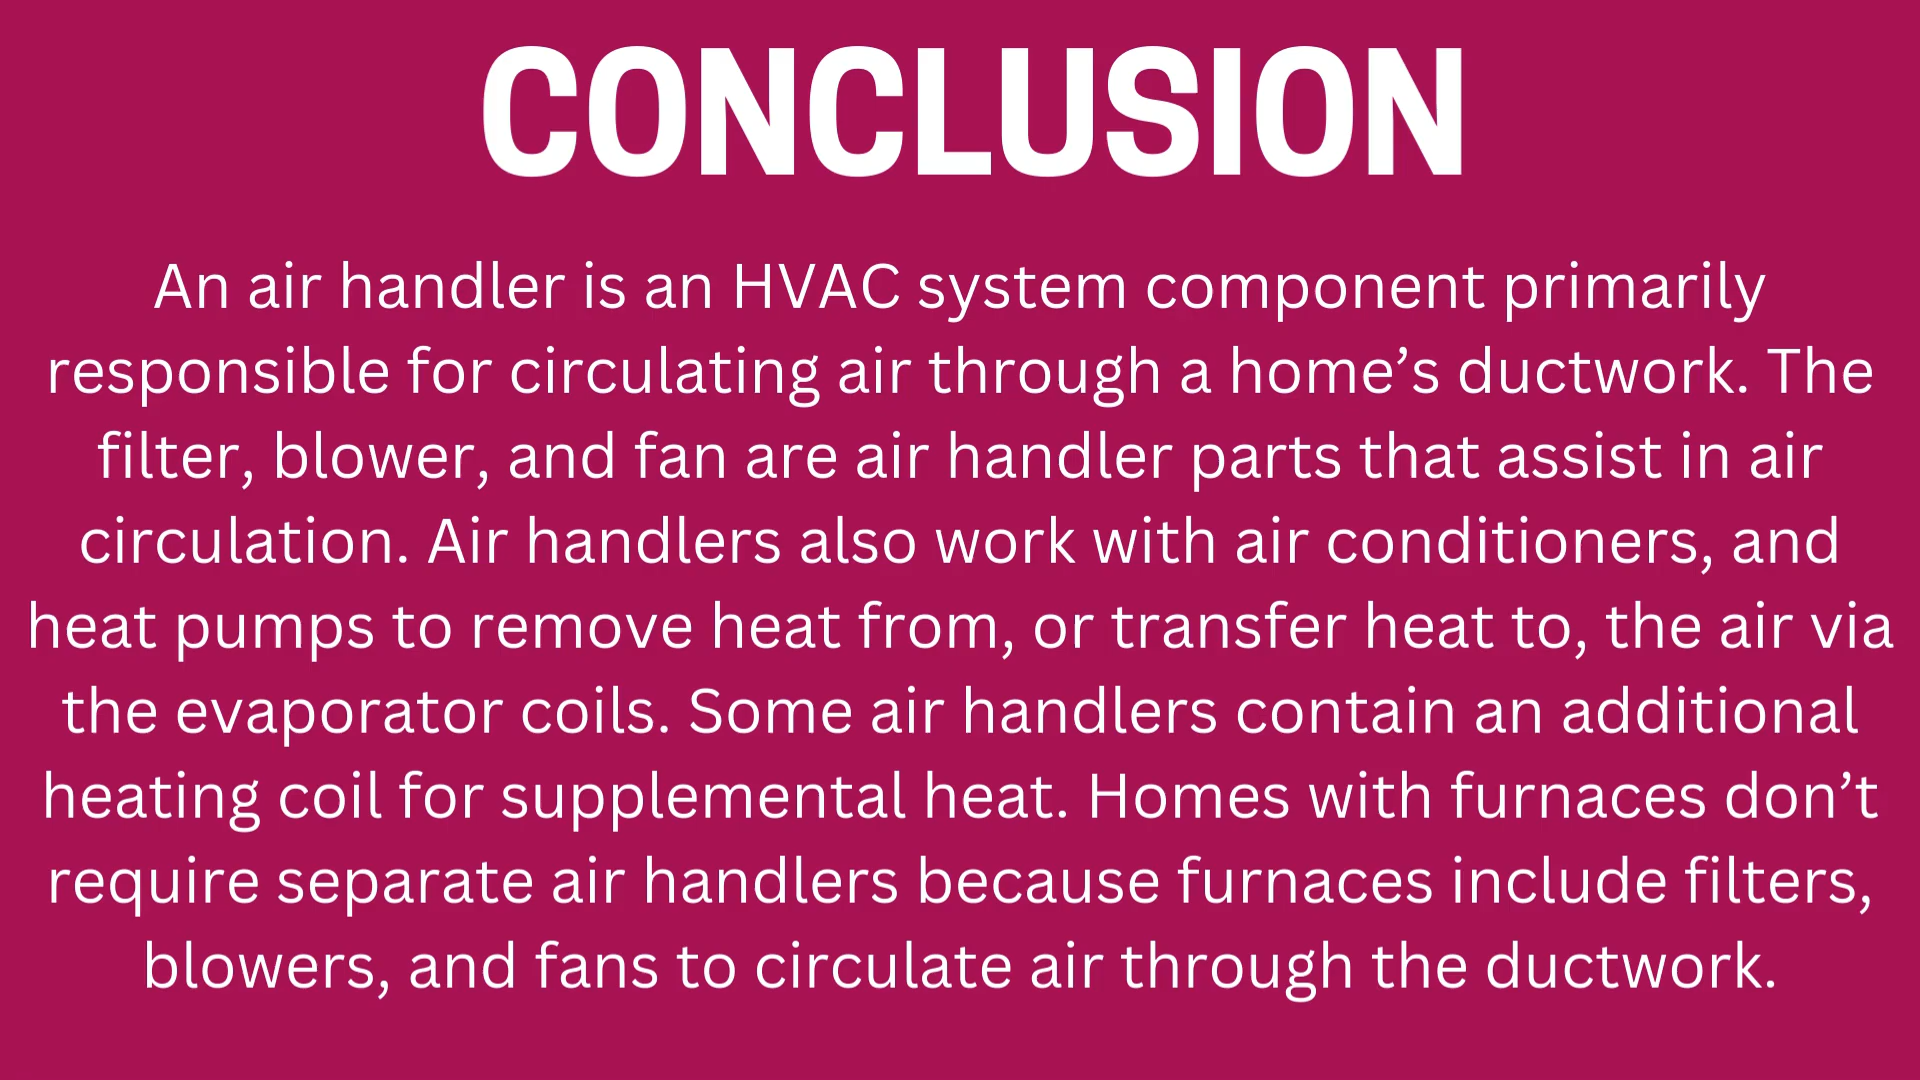 CONCLUSION
An air handler is an HVAC system component primarily
responsible for circulating air through a home’s ductwork. The
filter, blower, and fan are air handler parts that assist in air
circulation. Air handlers also work with air conditioners, and
heat pumps to remove heat from, or transfer heat to, the air via
the evaporator coils. Some air handlers contain an additional
heating coil for supplemental heat. Homes with furnaces don’t
require separate air handlers because furnaces include filters,
blowers, and fans to circulate air through the ductwork.